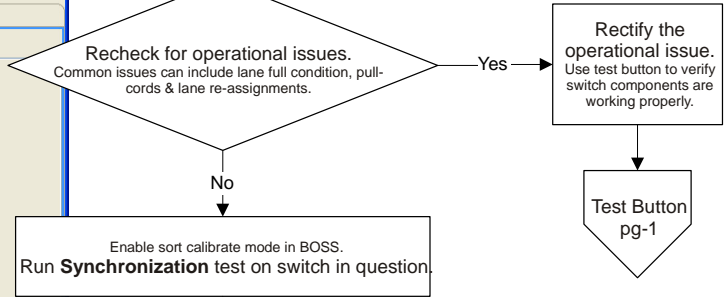 Recheck for operational issues.
Common issues can include lane full condition, pull-
cords & lane re-assignments.
Yes
Rectify the
operational issue.
Use test button to verify
switch components are
working properly.
No
Test Button
pg-1
Enable sort calibrate mode in BOSS.
Run Synchronization test on switch in question.